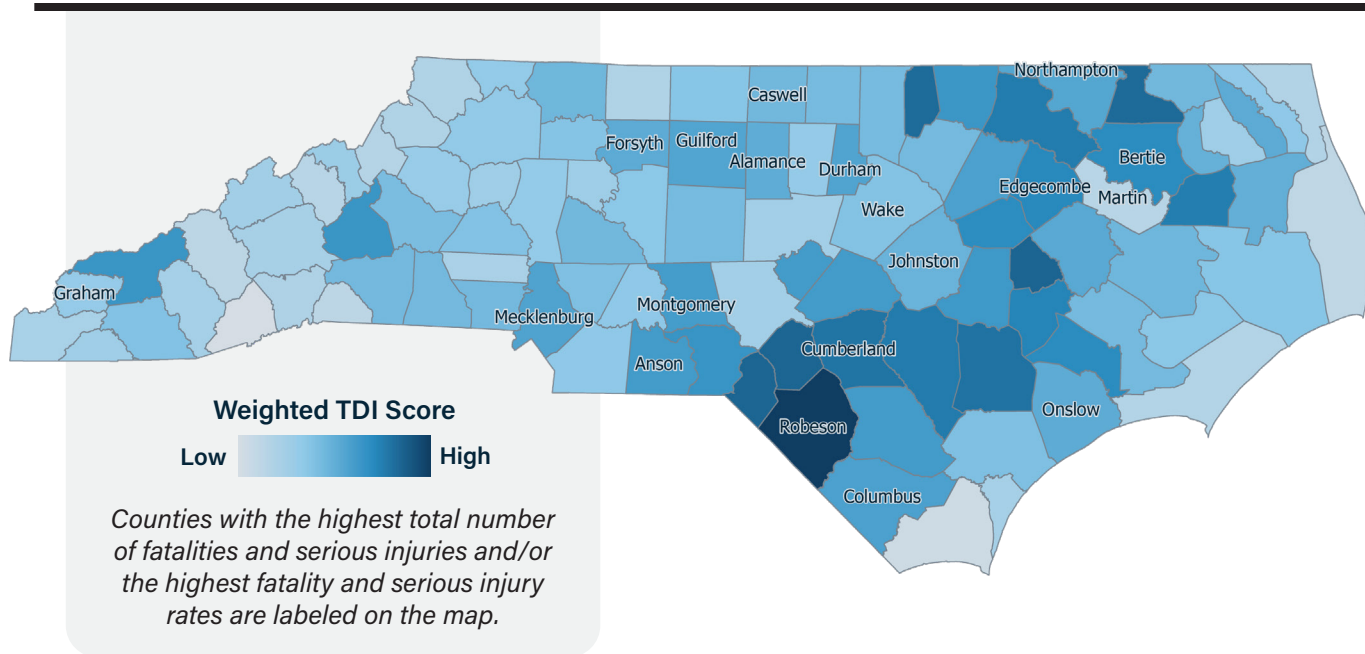 Northampton
Caswell
Forsyth
Guilford
Alamance
Durham
Bertie
Edgecombe
Martin
Wake
Johnston
Graham
Montgomery
Mecklenburg
Cumberland
Anson
Onslow
Robeson
Columbus
Weighted TDI Score
Low
High
Counties with the highest total number
of fatalities and serious injuries and/or
the highest fatality and serious injury
rates are labeled on the map.